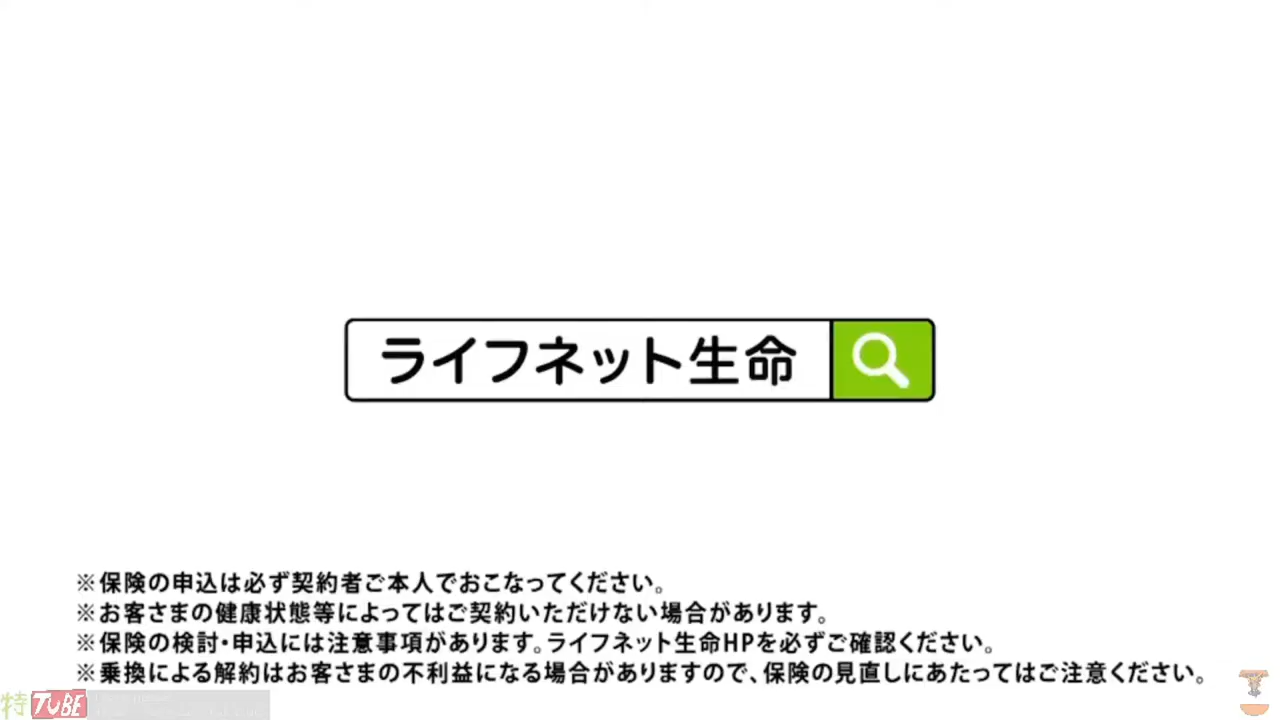 ライフネット生命
※保険の申込は必ず契約者ご本人でおこなってください。
※お客さまの健康状態等によってはご契約いただけない場合があります。
※保険の検討・申込には注意事項があります。ライフネット生命HPを必ずご確認ください。
※乗換による解約はお客さまの不利益になる場合がありますので、保険の見直しにあたってはご注意ください。
特TUBE